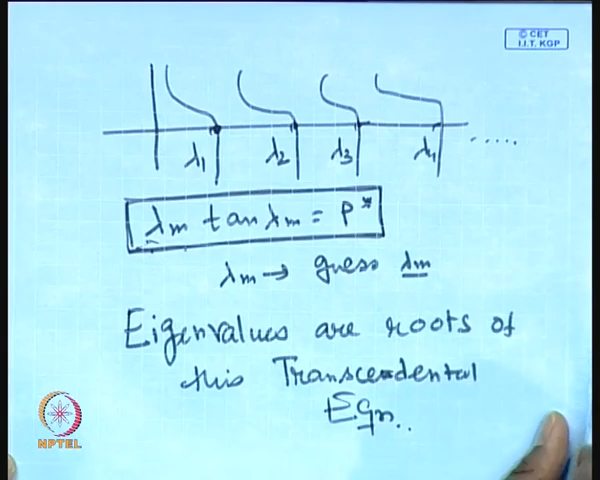 © CET
I.I.T. KGP
λ1 λ2 λ3 λ1 .....
λm tan λm = P*
λm → guess λm
Eigenvalues are roots of
this Transcendental
Eqn..
NPTEL